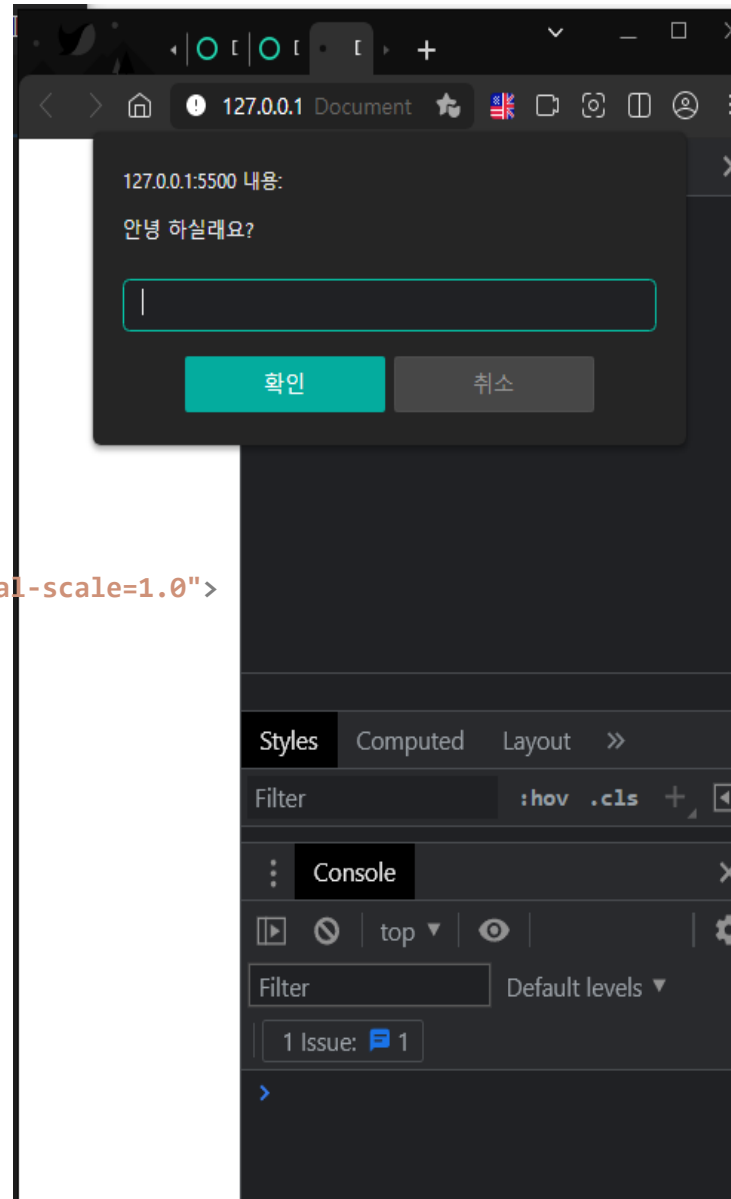 127.0.0.1 Document
127.0.0.1:5500 내용:
안녕 하실래요?
확인 취소
al-scale=1.0">
Styles Computed Layout »
Filter :hov .cls +
Console
top ▼
Filter Default levels ▼
1 Issue: 1